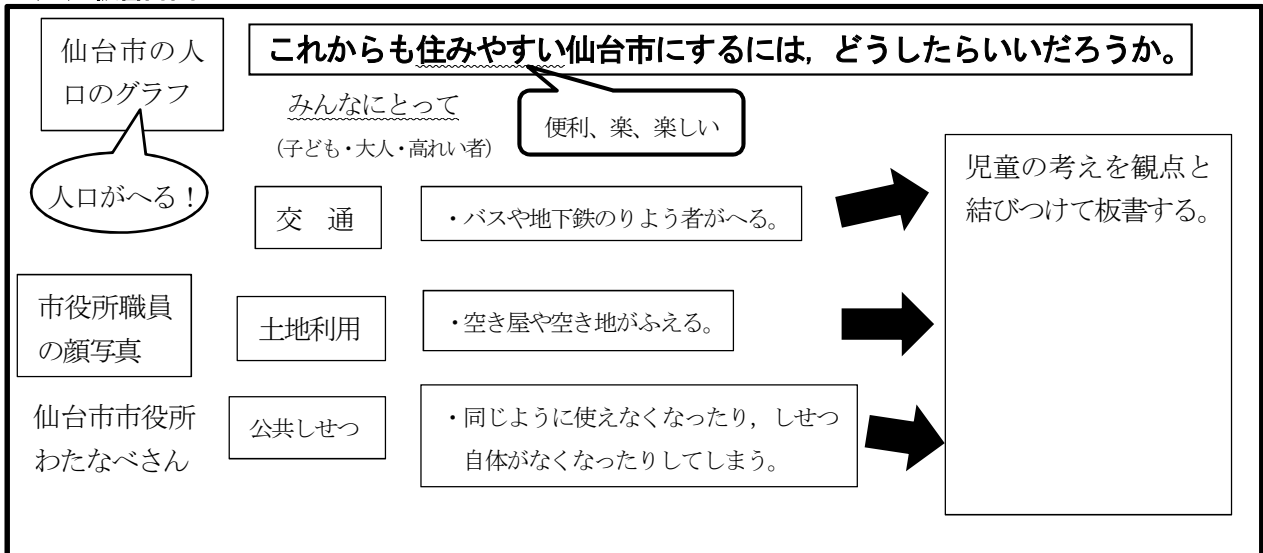 仙台市の人
口のグラフ
これからも住みやすい仙台市にするには，どうしたらいいだろうか。
みんなにとって
(子ども・大人・高れい者)
便利、楽、楽しい
人口がへる！
交　通
・バスや地下鉄のりよう者がへる。
児童の考えを観点と
結びつけて板書する。
市役所職員
の顔写真
土地利用
・空き屋や空き地がふえる。
仙台市市役所
わたなべさん
公共しせつ
・同じように使えなくなったり，しせつ
自体がなくなったりしてしまう。